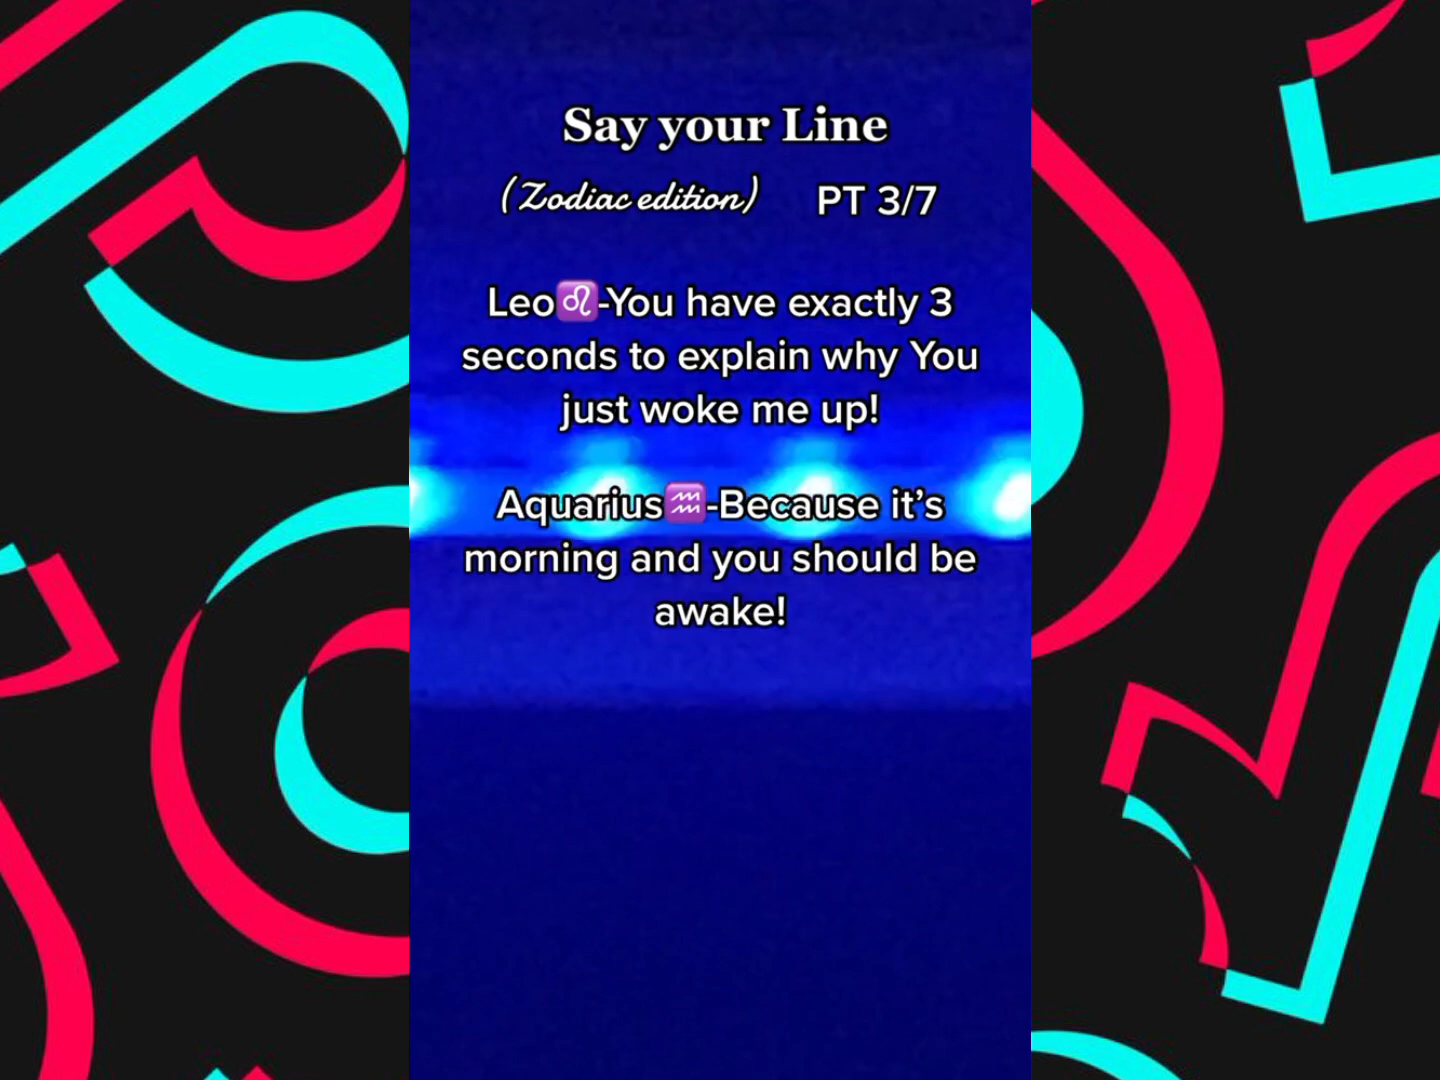 Say your Line
(Zodiac edition) PT 3/7
Leo♌-You have exactly 3
seconds to explain why You
just woke me up!
Aquarius♒-Because it’s
morning and you should be
awake!